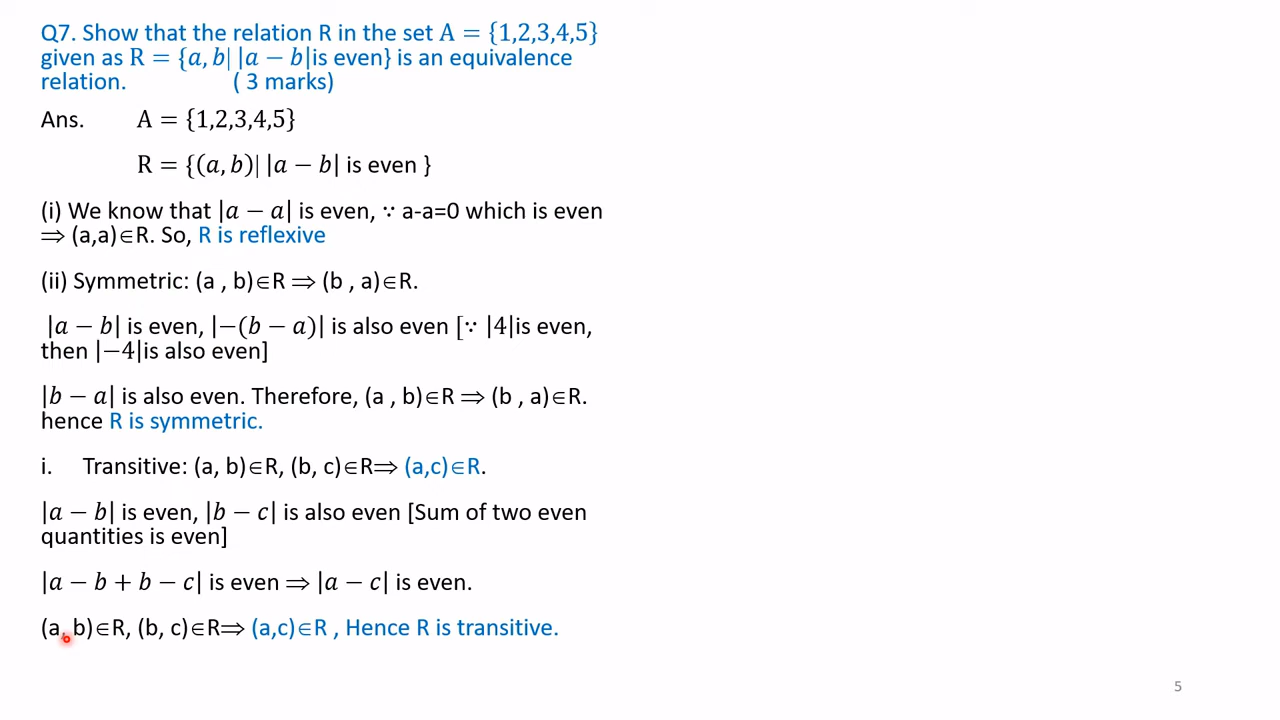 Q7. Show that the relation R in the set A = {1,2,3,4,5}
given as R = {𝑎, 𝑏| |𝑎 − 𝑏|is even} is an equivalence
relation. ( 3 marks)
Ans. A = {1,2,3,4,5}
R = {(𝑎, 𝑏)| |𝑎 − 𝑏| is even }
(i) We know that |𝑎 − 𝑎| is even, ∵ a-a=0 which is even
⟹ (a,a)∈R. So, R is reflexive
(ii) Symmetric: (a , b)∈R ⟹ (b , a)∈R.
|𝑎 − 𝑏| is even, |−(𝑏 − 𝑎)| is also even [∵ |4|is even,
then |−4|is also even]
|𝑏 − 𝑎| is also even. Therefore, (a , b)∈R ⟹ (b , a)∈R.
hence R is symmetric.
i. Transitive: (a, b)∈R, (b, c)∈R⟹ (a,c)∈R.
|𝑎 − 𝑏| is even, |𝑏 − 𝑐| is also even [Sum of two even
quantities is even]
|𝑎 − 𝑏 + 𝑏 − 𝑐| is even ⟹ |𝑎 − 𝑐| is even.
(a, b)∈R, (b, c)∈R⟹ (a,c)∈R , Hence R is transitive.
5